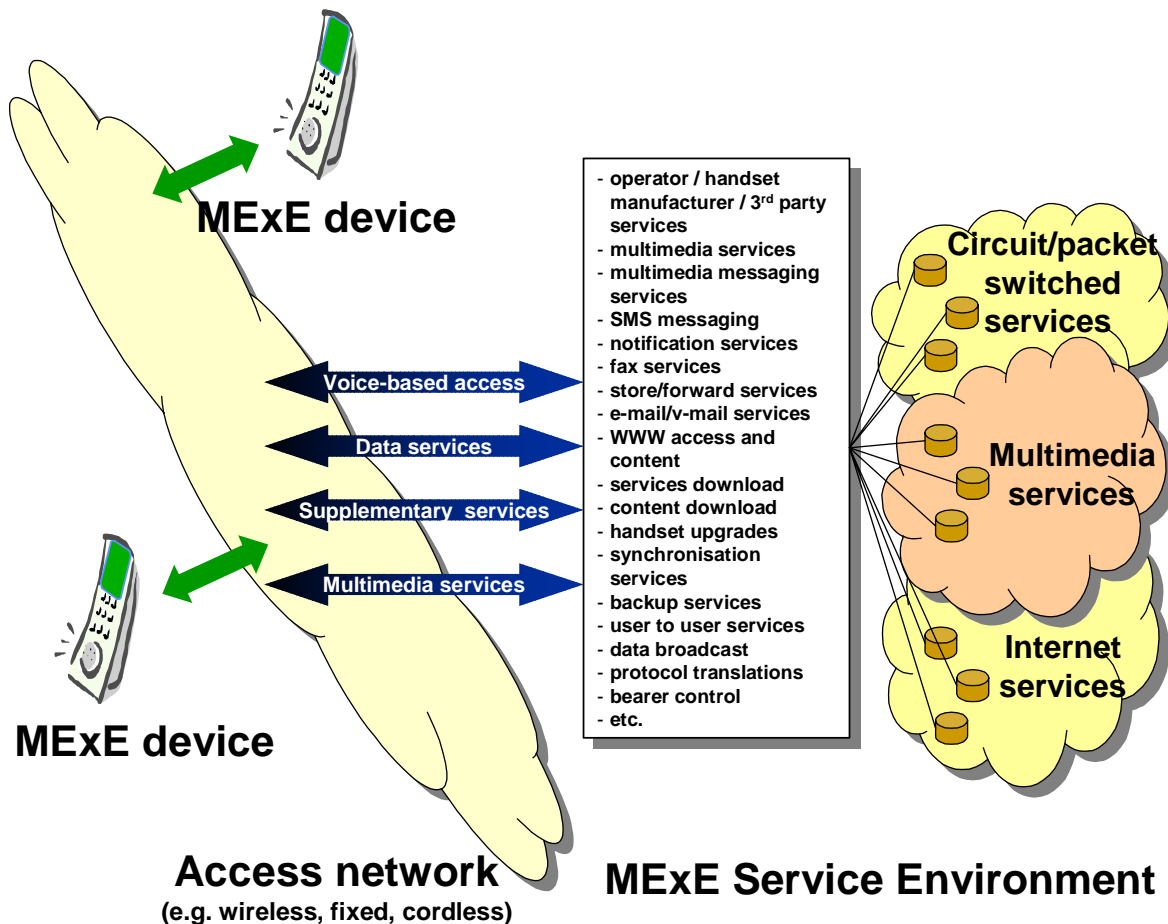 MExE device
- operator / handset
manufacturer / 3rd party
services
- multimedia services
- multimedia messaging
services
- SMS messaging
- notification services
- fax services
- store/forward services
- e-mail/v-mail services
- WWW access and
content
- services download
- content download
- handset upgrades
- synchronisation
services
- backup services
- user to user services
- data broadcast
- protocol translations
- bearer control
- etc.
Circuit/packet
switched
services
Multimedia
services
Internet
services
Voice-based access
Data services
Supplementary services
Multimedia services
MExE device
Access network
(e.g. wireless, fixed, cordless)
MExE Service Environment